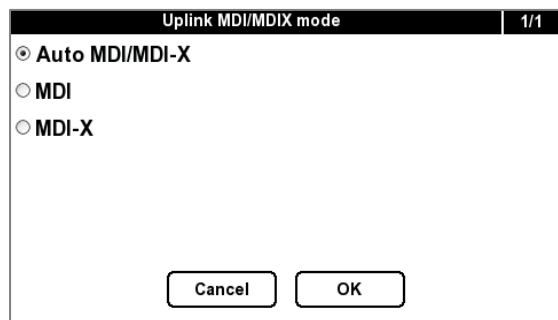 Uplink MDI/MDIX mode 1/1
Auto MDI/MDI-X
MDI
MDI-X
Cancel OK